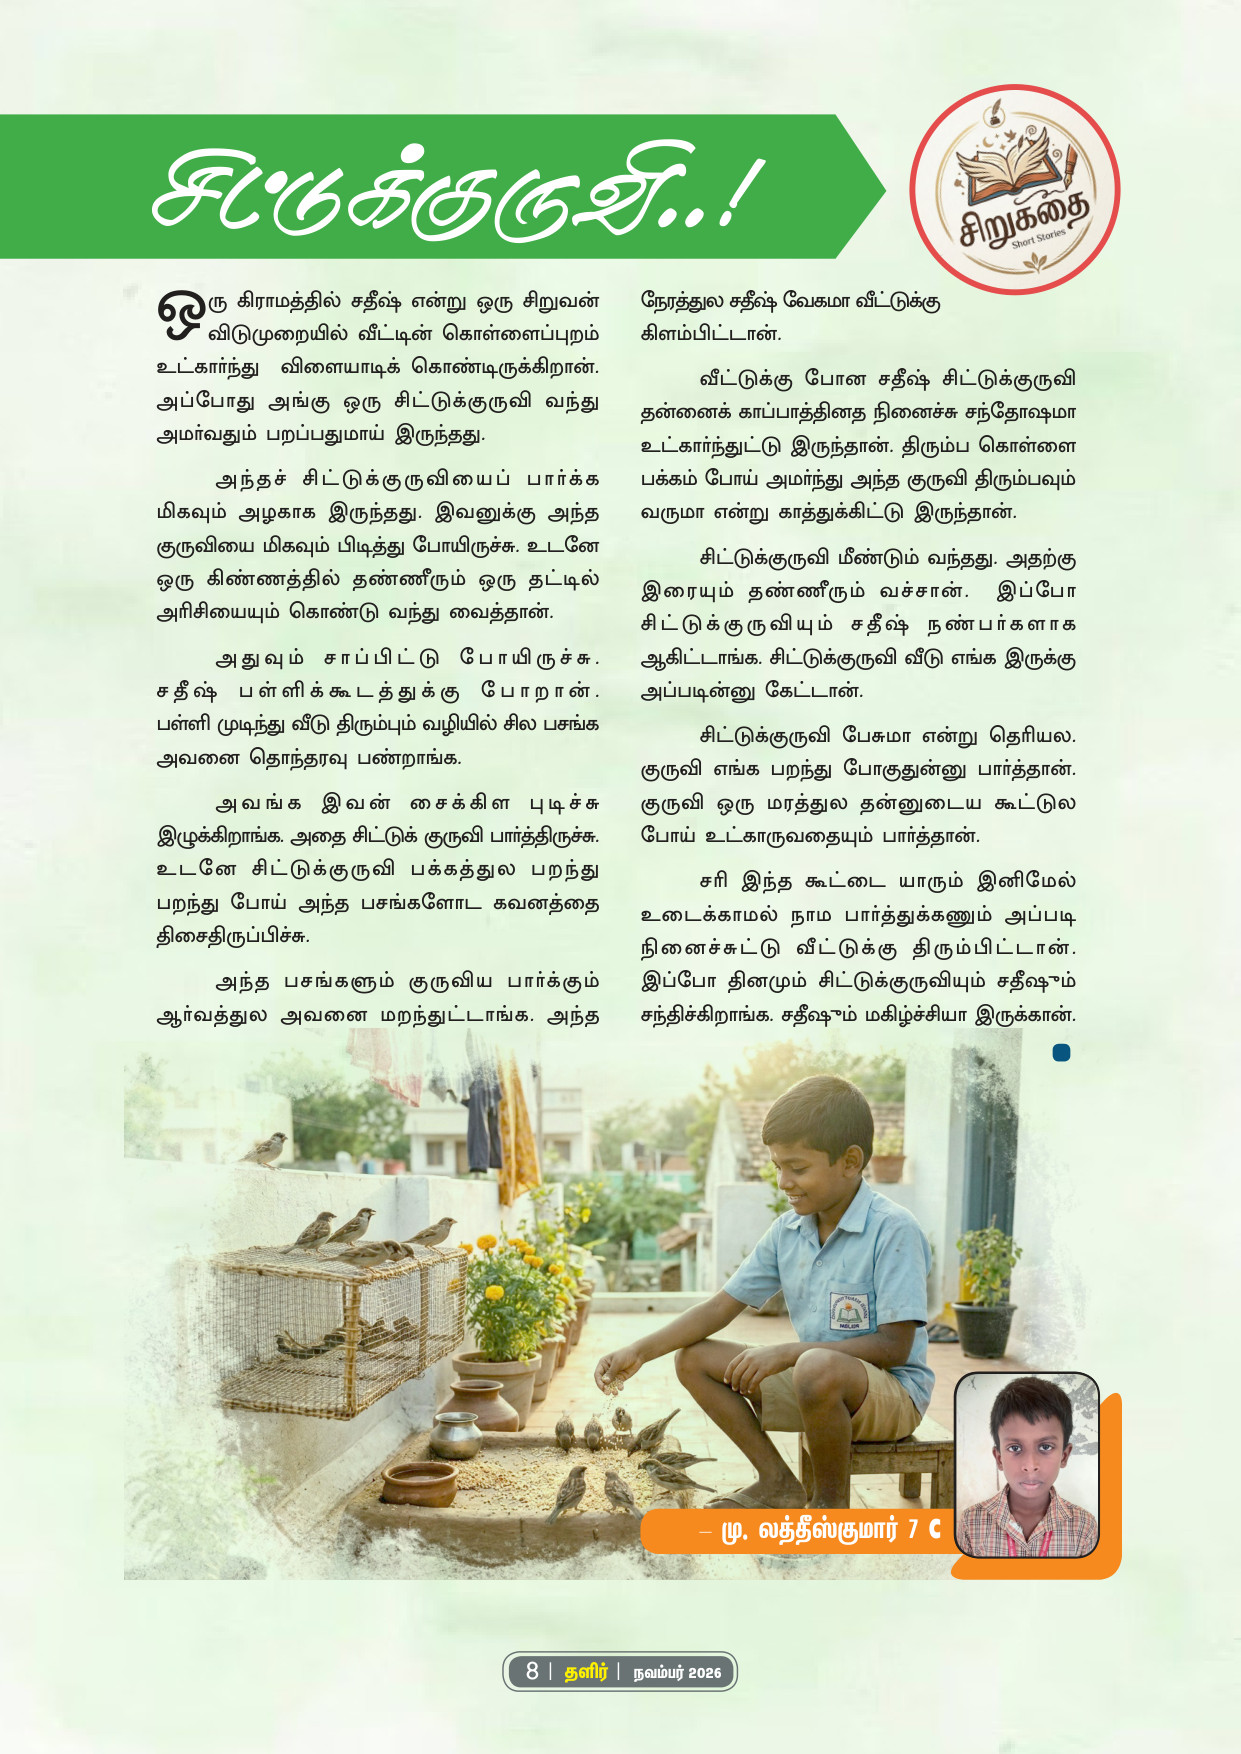 சிட்டுக்குருவி..!
சிறுகதை
Short Stories
ஒரு கிராமத்தில் சதீஷ் என்று ஒரு சிறுவன்
விடுமுறையில் வீட்டின் கொள்ளைப்புறம்
உட்கார்ந்து விளையாடிக் கொண்டிருக்கிறான்.
அப்போது அங்கு ஒரு சிட்டுக்குருவி வந்து
அமர்வதும் பறப்பதுமாய் இருந்தது.
அந்தச் சிட்டுக்குருவியைப் பார்க்க
மிகவும் அழகாக இருந்தது. இவனுக்கு அந்த
குருவியை மிகவும் பிடித்து போயிருச்சு. உடனே
ஒரு கிண்ணத்தில் தண்ணீரும் ஒரு தட்டில்
அரிசியையும் கொண்டு வந்து வைத்தான்.
அதுவும் சாப்பிட்டு போயிருச்சு.
சதீஷ் பள்ளிக்கூடத்துக்கு போறான்.
பள்ளி முடிந்து வீடு திரும்பும் வழியில் சில பசங்க
அவனை தொந்தரவு பண்றாங்க.
அவங்க இவன் சைக்கிள புடிச்சு
இழுக்கிறாங்க. அதை சிட்டுக் குருவி பார்த்திருச்சு.
உடனே சிட்டுக்குருவி பக்கத்துல பறந்து
பறந்து போய் அந்த பசங்களோட கவனத்தை
திசைதிருப்பிச்சு.
அந்த பசங்களும் குருவிய பார்க்கும்
ஆர்வத்துல அவனை மறந்துட்டாங்க. அந்த
நேரத்துல சதீஷ் வேகமா வீட்டுக்கு
கிளம்பிட்டான்.
வீட்டுக்கு போன சதீஷ் சிட்டுக்குருவி
தன்னைக் காப்பாத்தினத நினைச்சு சந்தோஷமா
உட்கார்ந்துட்டு இருந்தான். திரும்ப கொள்ளை
பக்கம் போய் அமர்ந்து அந்த குருவி திரும்பவும்
வருமா என்று காத்துக்கிட்டு இருந்தான்.
சிட்டுக்குருவி மீண்டும் வந்தது. அதற்கு
இரையும் தண்ணீரும் வச்சான். இப்போ
சிட்டுக்குருவியும் சதீஷ் நண்பர்களாக
ஆகிட்டாங்க. சிட்டுக்குருவி வீடு எங்க இருக்கு
அப்படின்னு கேட்டான்.
சிட்டுக்குருவி பேசுமா என்று தெரியல.
குருவி எங்க பறந்து போகுதுன்னு பார்த்தான்.
குருவி ஒரு மரத்துல தன்னுடைய கூட்டுல
போய் உட்காருவதையும் பார்த்தான்.
சரி இந்த கூட்டை யாரும் இனிமேல்
உடைக்காமல் நாம பார்த்துக்கணும் அப்படி
நினைச்சுட்டு வீட்டுக்கு திரும்பிட்டான்.
இப்போ தினமும் சிட்டுக்குருவியும் சதீஷும்
சந்திச்கிறாங்க. சதீஷும் மகிழ்ச்சியா இருக்கான்.
– மு. லத்தீஸ்குமார் 7 C
8 | தளிர் | நவம்பர் 2026